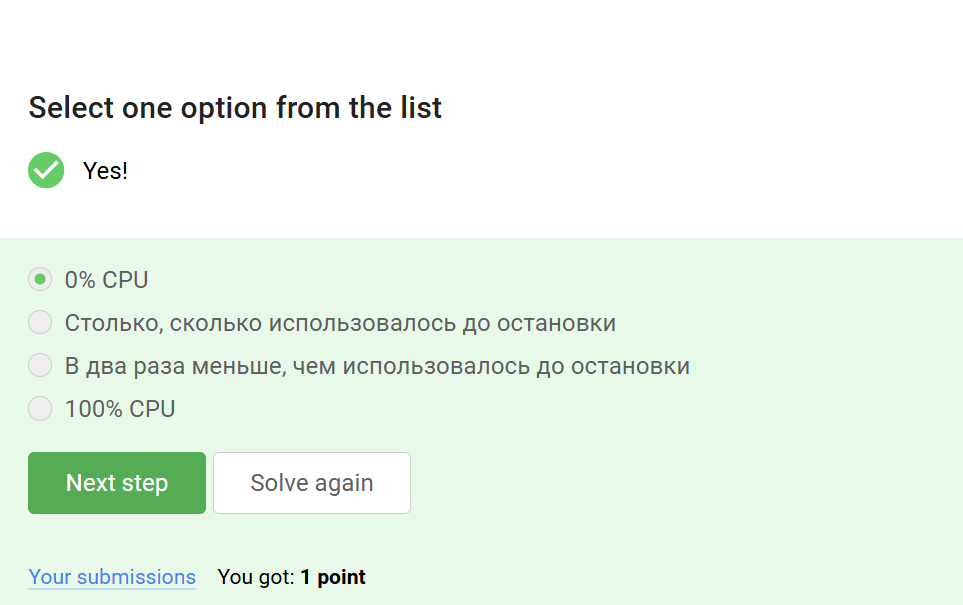 Select one option from the list
Yes!
0% CPU
Столько, сколько использовалось до остановки
В два раза меньше, чем использовалось до остановки
100% CPU
Next step Solve again
Your submissions You got: 1 point